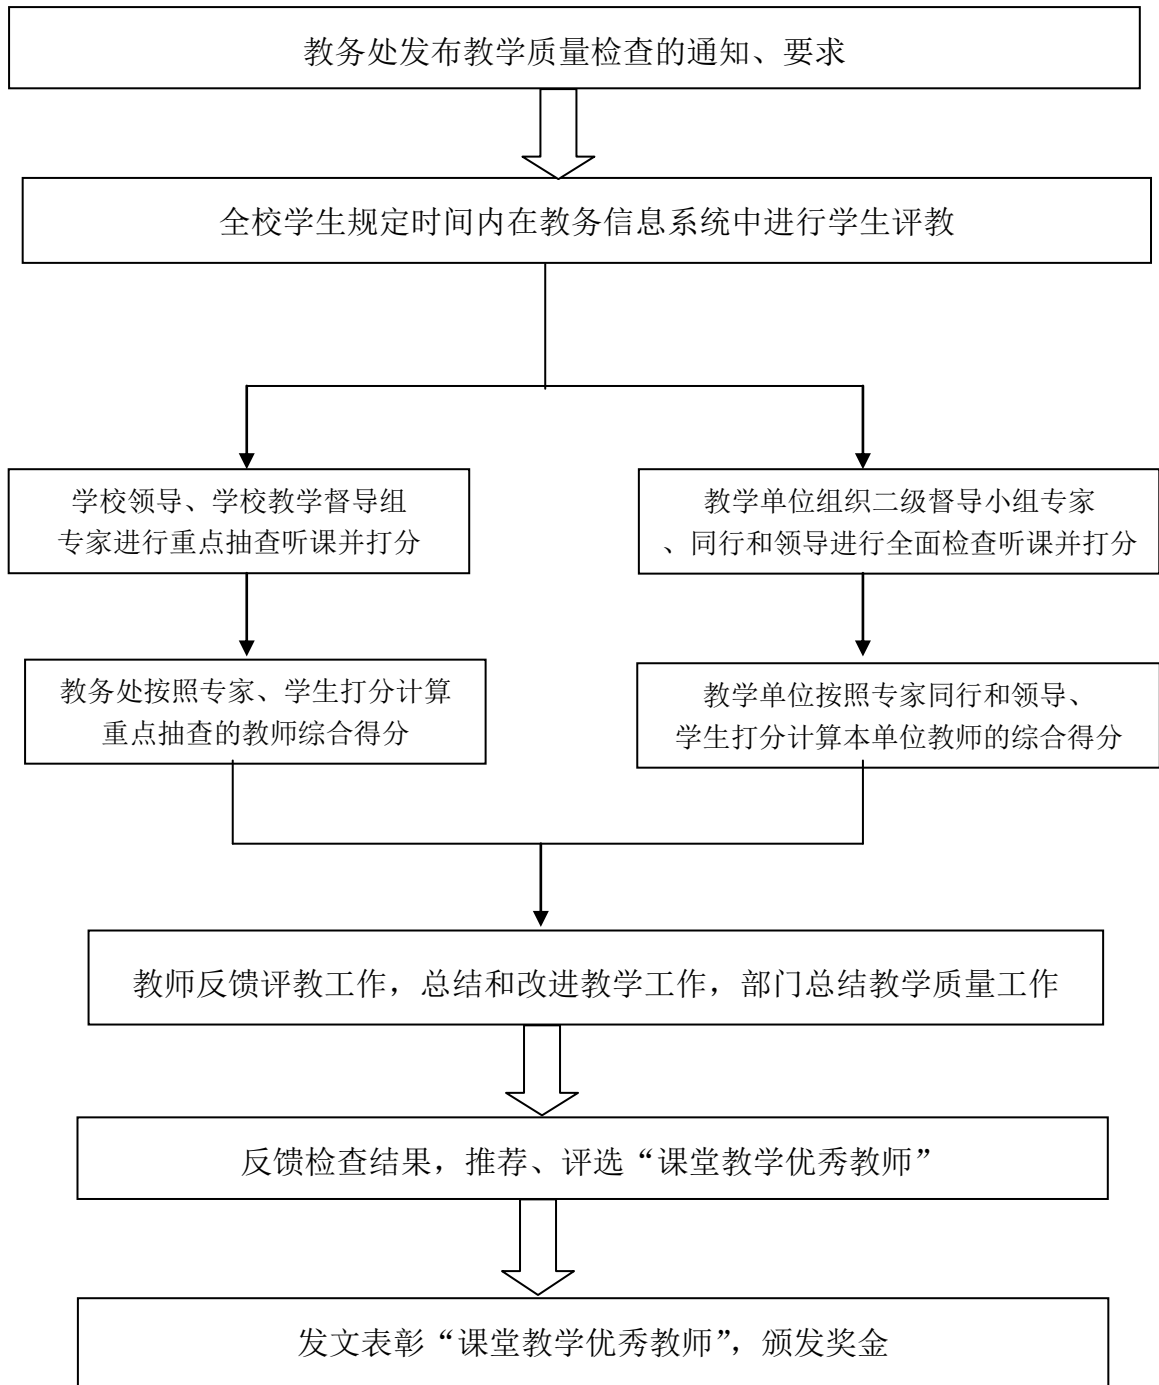 教务处发布教学质量检查的通知、要求
全校学生规定时间内在教务信息系统中进行学生评教
学校领导、学校教学督导组
专家进行重点抽查听课并打分
教学单位组织二级督导小组专家
、同行和领导进行全面检查听课并打分
教务处按照专家、学生打分计算
重点抽查的教师综合得分
教学单位按照专家同行和领导、
学生打分计算本单位教师的综合得分
教师反馈评教工作，总结和改进教学工作，部门总结教学质量工作
反馈检查结果，推荐、评选“课堂教学优秀教师”
发文表彰“课堂教学优秀教师”，颁发奖金